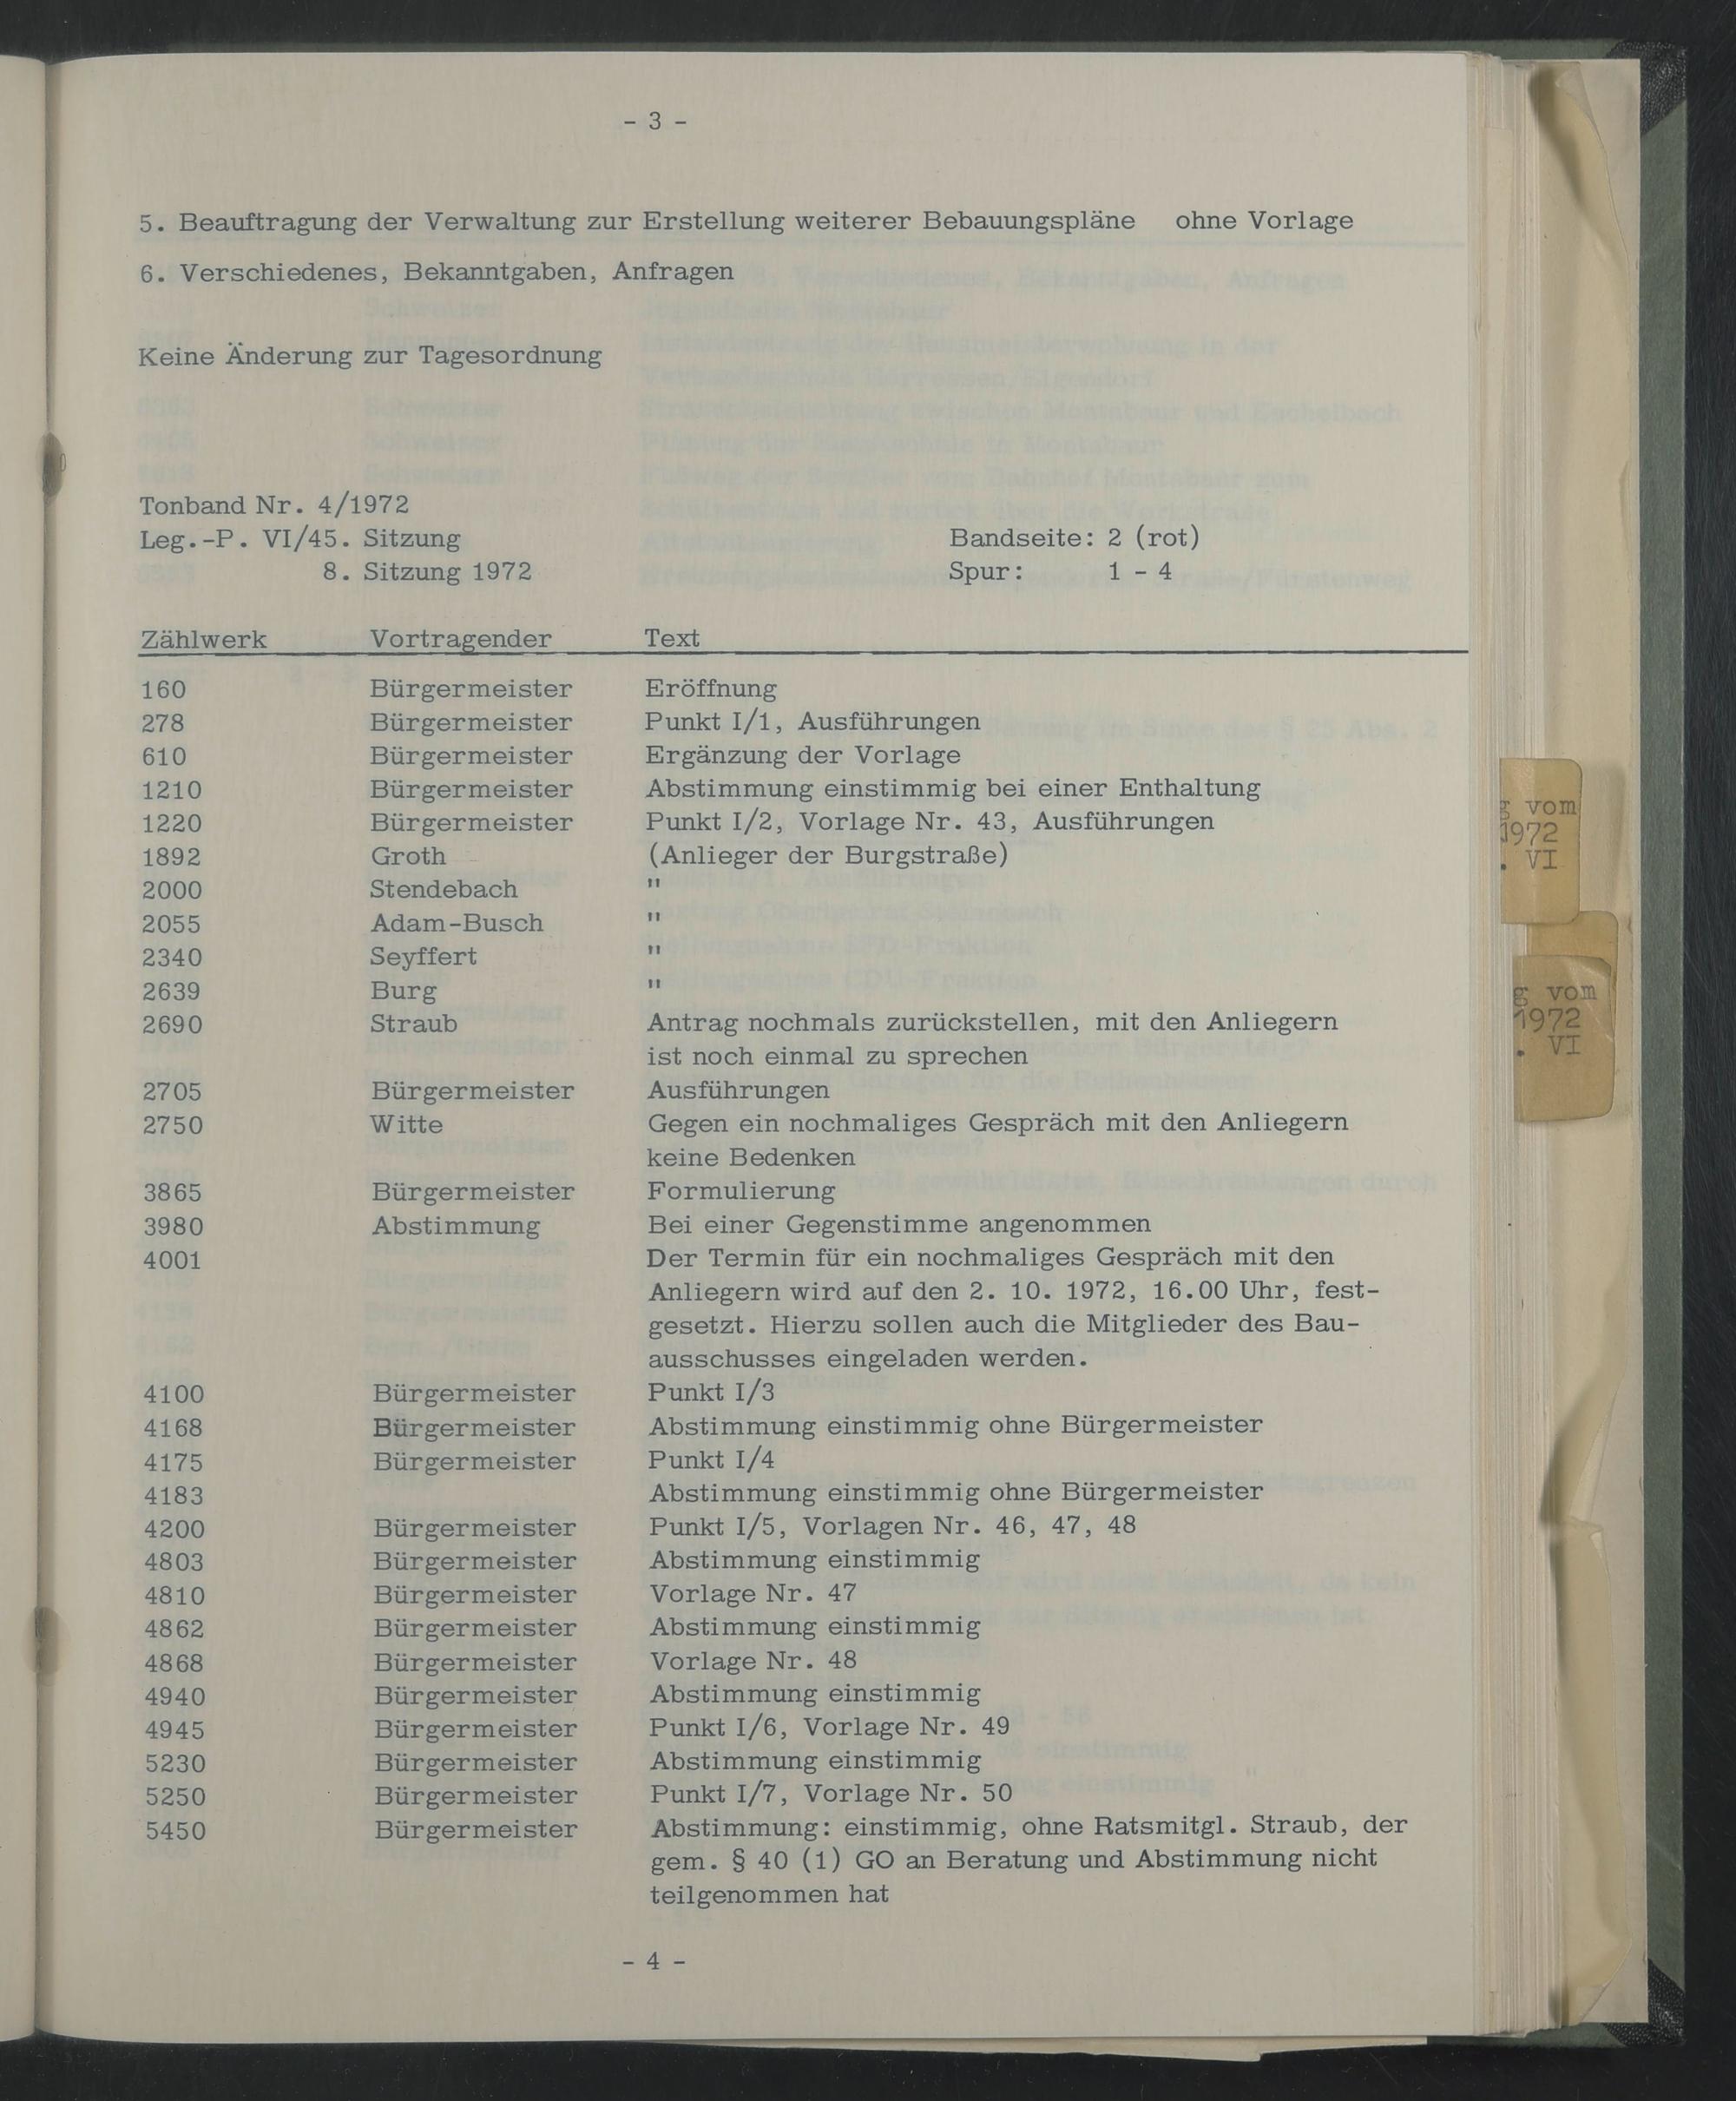 - 3 -
5. Beauftragung der Verwaltung zur Erstellung weiterer Bebauungspläne ohne Vorlage
6. Verschiedenes, Bekanntgaben, Anfragen
Keine Änderung zur Tagesordnung
Tonband Nr. 4/1972
Leg.-P. VI/45. Sitzung Bandseite: 2 (rot)
8. Sitzung 1972 Spur: 1 - 4
Zählwerk Vortragender Text
160 Bürgermeister Eröffnung
278 Bürgermeister Punkt I/1, Ausführungen
610 Bürgermeister Ergänzung der Vorlage
1210 Bürgermeister Abstimmung einstimmig bei einer Enthaltung
1220 Bürgermeister Punkt I/2, Vorlage Nr. 43, Ausführungen
1892 Groth (Anlieger der Burgstraße)
2000 Stendebach "
2055 Adam-Busch "
2340 Seyffert "
2639 Burg "
2690 Straub Antrag nochmals zurückstellen, mit den Anliegern
ist noch einmal zu sprechen
2705 Bürgermeister Ausführungen
2750 Witte Gegen ein nochmaliges Gespräch mit den Anliegern
keine Bedenken
3865 Bürgermeister Formulierung
3980 Abstimmung Bei einer Gegenstimme angenommen
4001 Der Termin für ein nochmaliges Gespräch mit den
Anliegern wird auf den 2. 10. 1972, 16.00 Uhr, fest-
gesetzt. Hierzu sollen auch die Mitglieder des Bau-
ausschusses eingeladen werden.
4100 Bürgermeister Punkt I/3
4168 Bürgermeister Abstimmung einstimmig ohne Bürgermeister
4175 Bürgermeister Punkt I/4
4183 Abstimmung einstimmig ohne Bürgermeister
4200 Bürgermeister Punkt I/5, Vorlagen Nr. 46, 47, 48
4803 Bürgermeister Abstimmung einstimmig
4810 Bürgermeister Vorlage Nr. 47
4862 Bürgermeister Abstimmung einstimmig
4868 Bürgermeister Vorlage Nr. 48
4940 Bürgermeister Abstimmung einstimmig
4945 Bürgermeister Punkt I/6, Vorlage Nr. 49
5230 Bürgermeister Abstimmung einstimmig
5250 Bürgermeister Punkt I/7, Vorlage Nr. 50
5450 Bürgermeister Abstimmung: einstimmig, ohne Ratsmitgl. Straub, der
gem. § 40 (1) GO an Beratung und Abstimmung nicht
teilgenommen hat
- 4 -
g vom
1972
. VI
g vom
1972
. VI